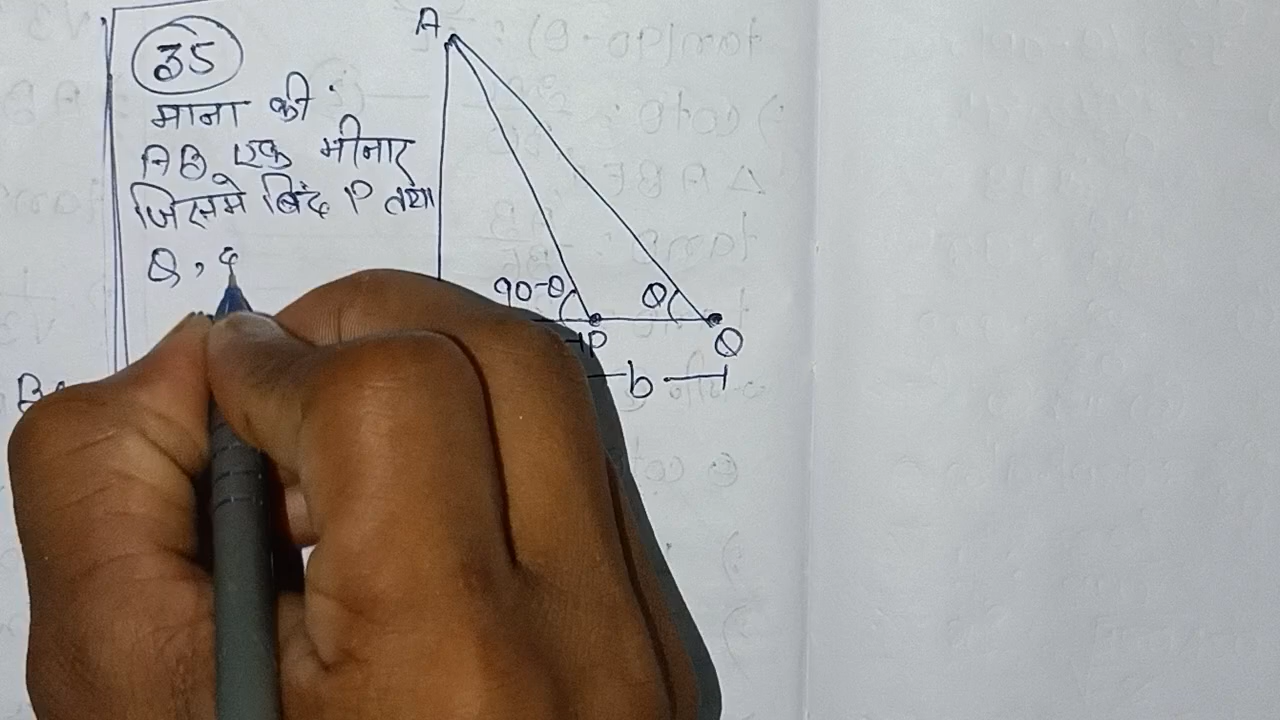 35
माना की
AB एक मीनार
जिसमे बिंदु P तथा
Q,
A
90-θ
θ
P
Q
b